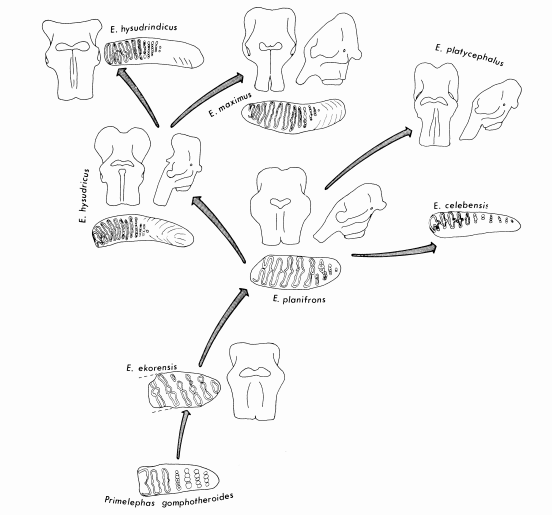 E. hysudrindicus
E. maximus
E. platycephalus
E. hysudricus
E. celebensis
E. planifrons
E. ekorensis
Primelephas gomphotheroides